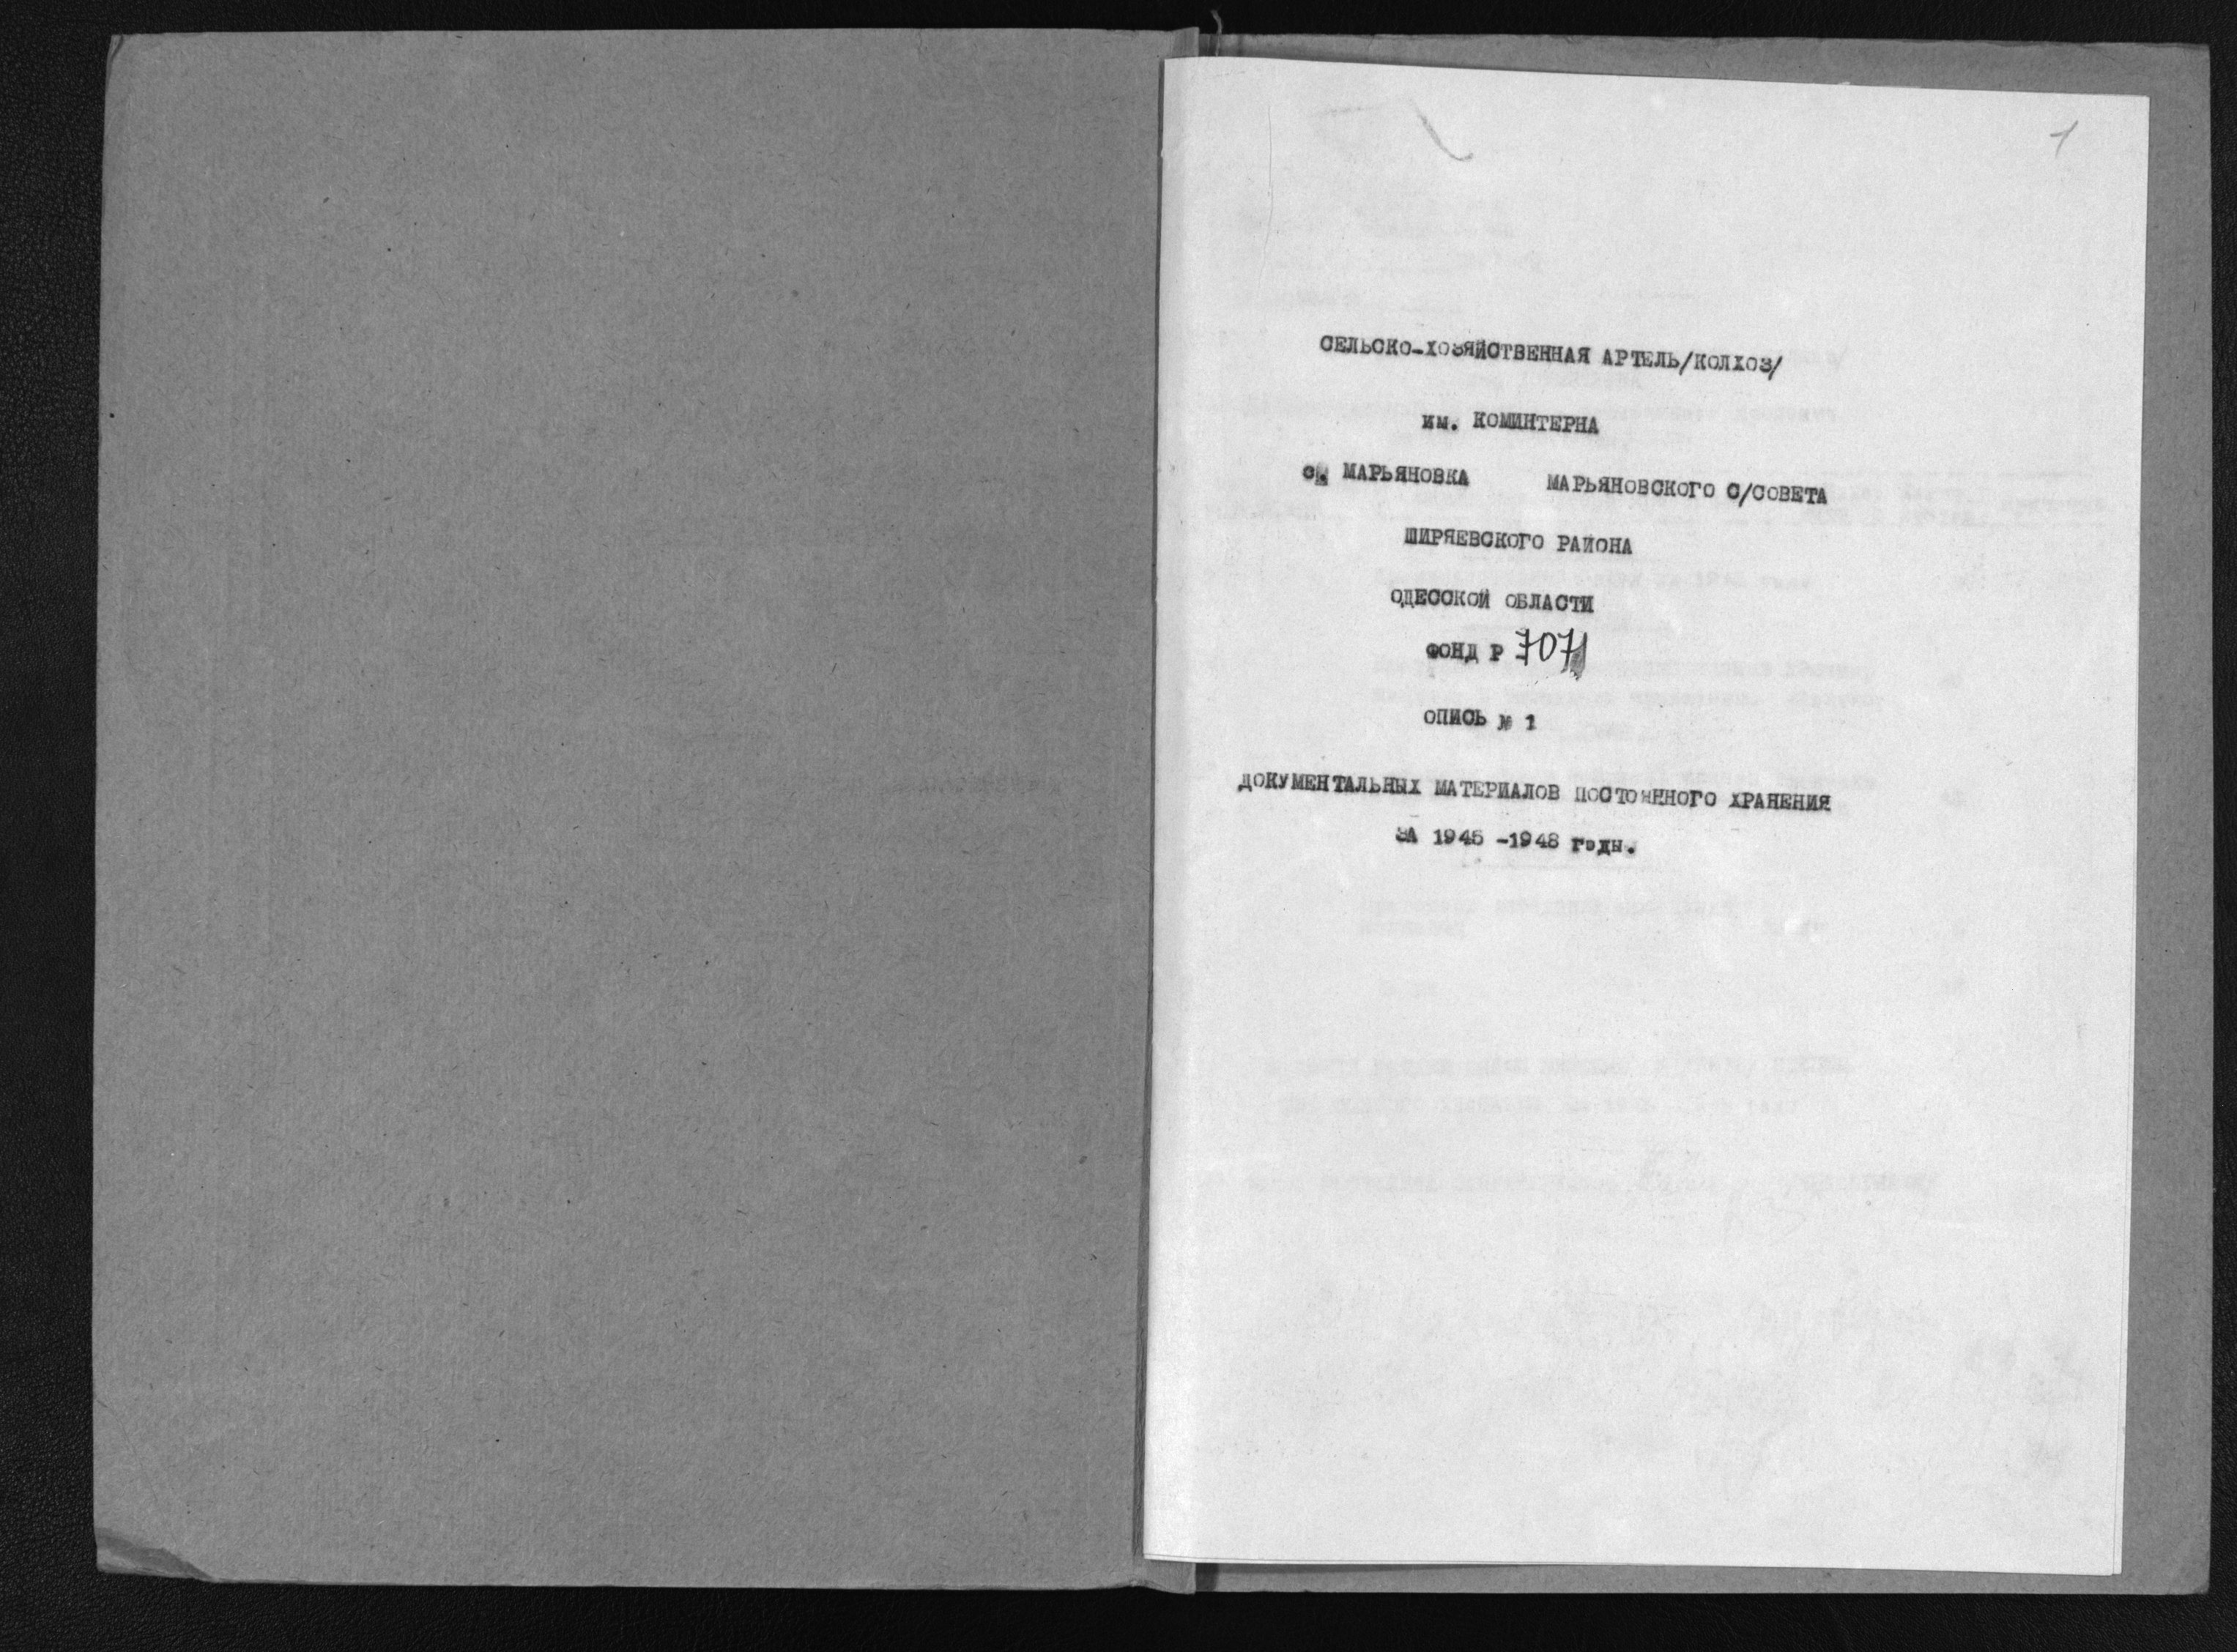 1
СЕЛЬСКО-ХОЗЯЙСТВЕННАЯ АРТЕЛЬ/КОЛХОЗ/
им. КОМИНТЕРНА
с. МАРЬЯНОВКА МАРЬЯНОВСКОГО С/СОВЕТА
ШИРЯЕВСКОГО РАЙОНА
ОДЕССКОЙ ОБЛАСТИ
ФОНД Р 7071
ОПИСЬ № 1
ДОКУМЕНТАЛЬНЫХ МАТЕРИАЛОВ ПОСТОЯННОГО ХРАНЕНИЯ
ЗА 1945 -1948 годы.